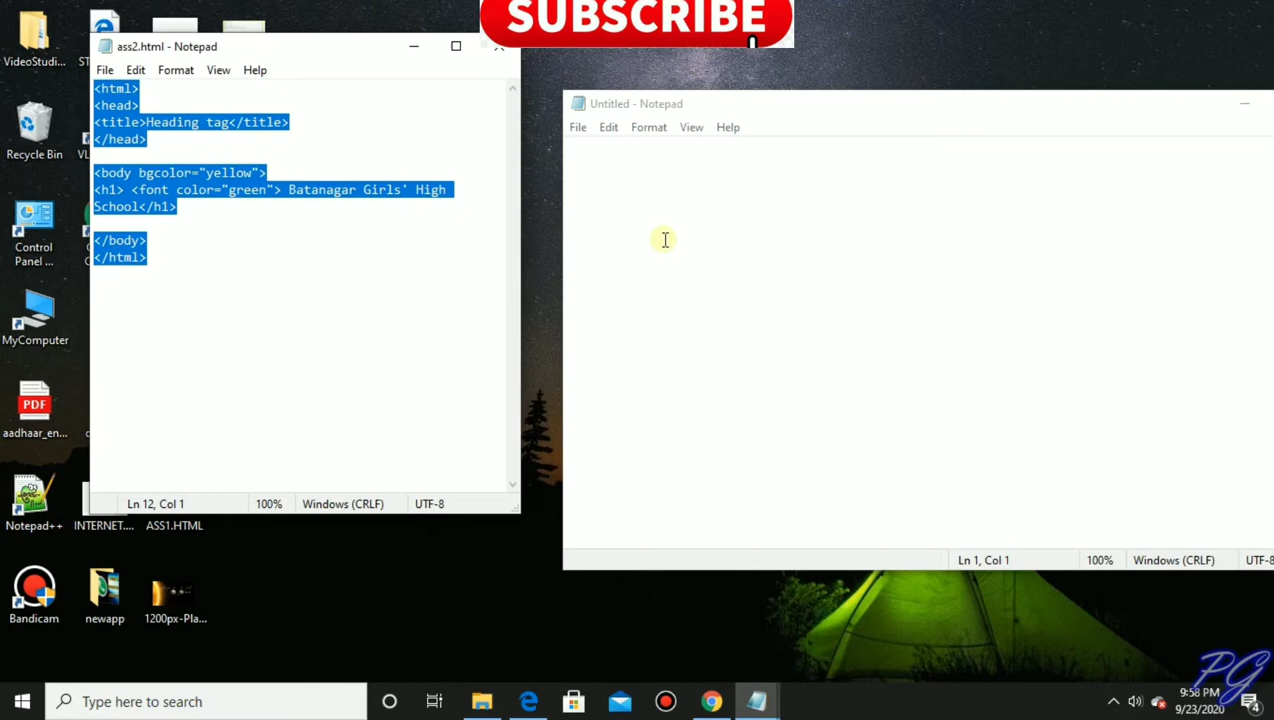 SUBSCRIBE
ass2.html - Notepad
File Edit Format View Help
<html>
<head>
<title>Heading tag</title>
</head>
<body bgcolor="yellow">
<h1> <font color="green"> Batanagar Girls' High
School</h1>
</body>
</html>
Ln 12, Col 1 100% Windows (CRLF) UTF-8
Untitled - Notepad
File Edit Format View Help
Ln 1, Col 1 100% Windows (CRLF) UTF-8
VideoStudi...
Recycle Bin
Control
Panel ...
MyComputer
PDF
aadhaar_en...
Notepad++ INTERNET.... ASS1.HTML
Bandicam newapp 1200px-Pla...
PG
Type here to search
9:58 PM
9/23/2020
4